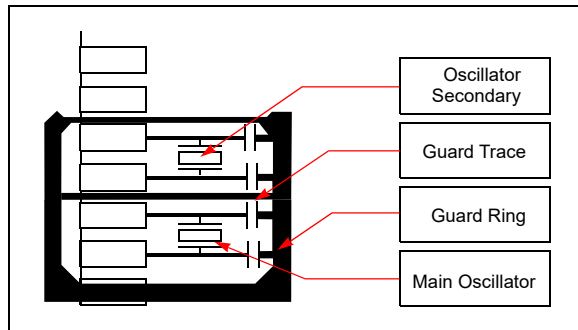 Oscillator
Secondary
Guard Trace
Guard Ring
Main Oscillator